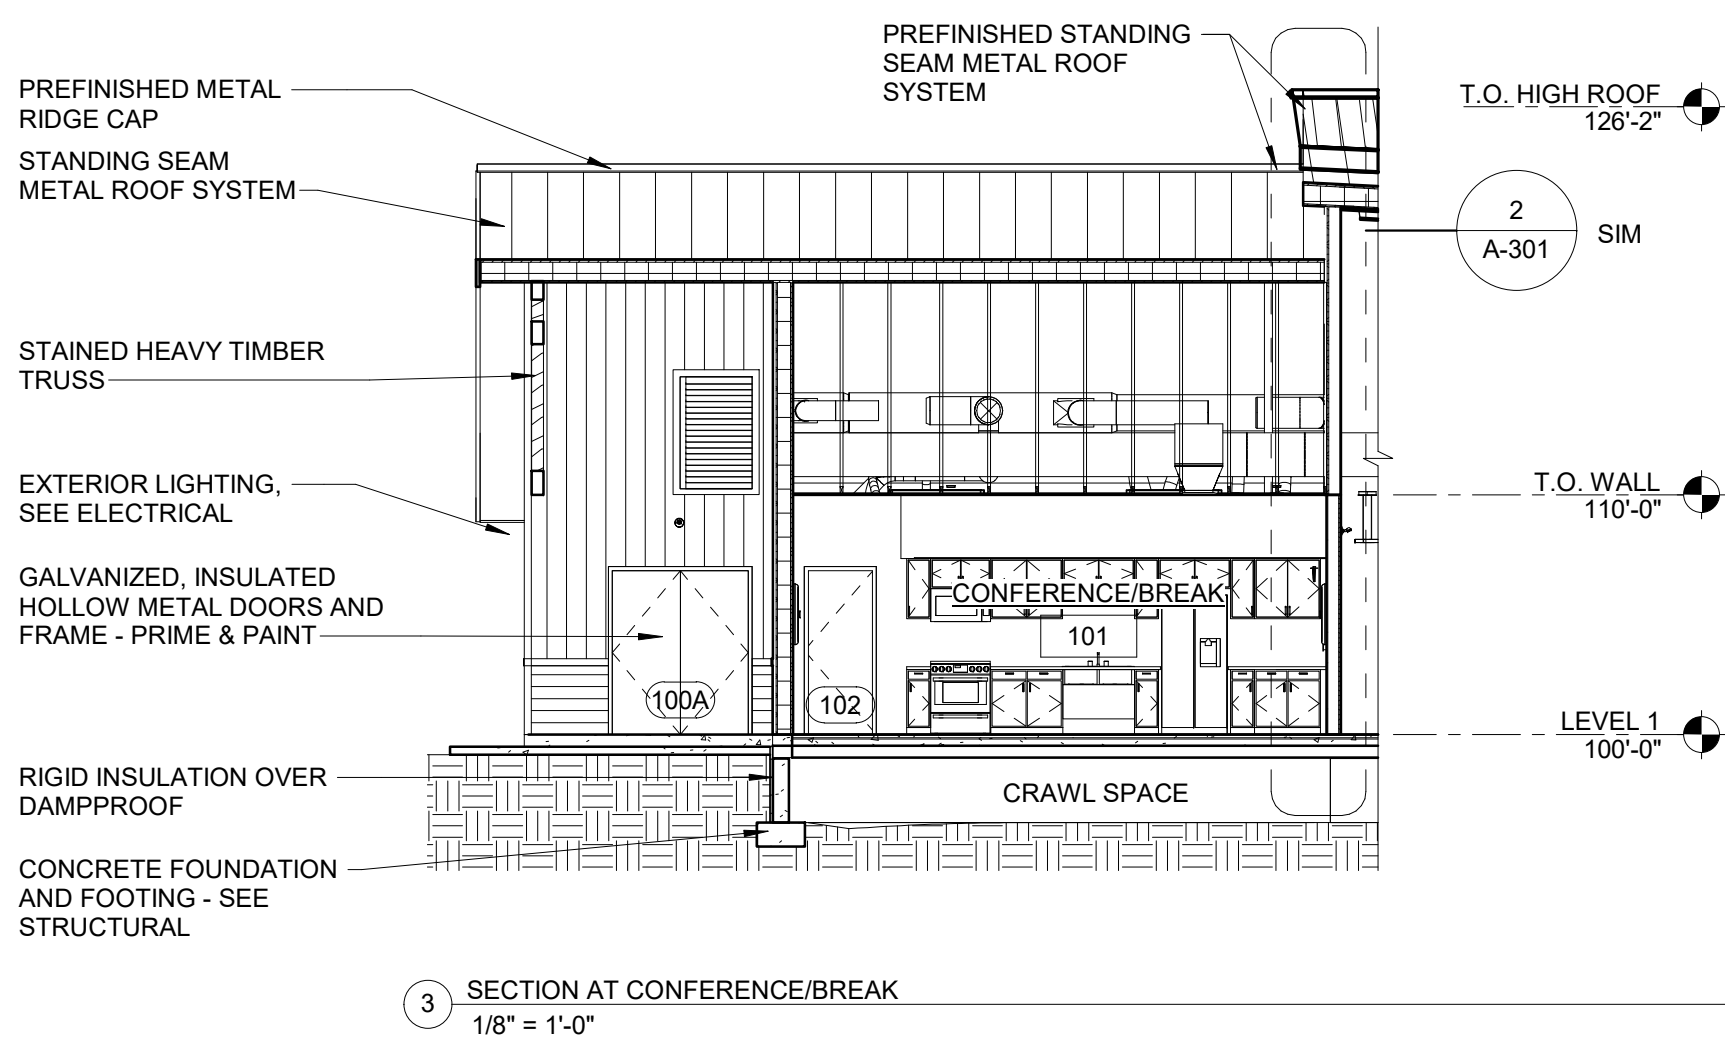 PREFINISHED STANDING
SEAM METAL ROOF
SYSTEM
PREFINISHED METAL
RIDGE CAP
STANDING SEAM
METAL ROOF SYSTEM
T.O. HIGH ROOF
126'-2"
2
A-301
SIM
STAINED HEAVY TIMBER
TRUSS
EXTERIOR LIGHTING,
SEE ELECTRICAL
T.O. WALL
110'-0"
GALVANIZED, INSULATED
HOLLOW METAL DOORS AND
FRAME - PRIME & PAINT
CONFERENCE/BREAK
101
100A
102
LEVEL 1
100'-0"
RIGID INSULATION OVER
DAMPPROOF
CRAWL SPACE
CONCRETE FOUNDATION
AND FOOTING - SEE
STRUCTURAL
3
SECTION AT CONFERENCE/BREAK
1/8" = 1'-0"